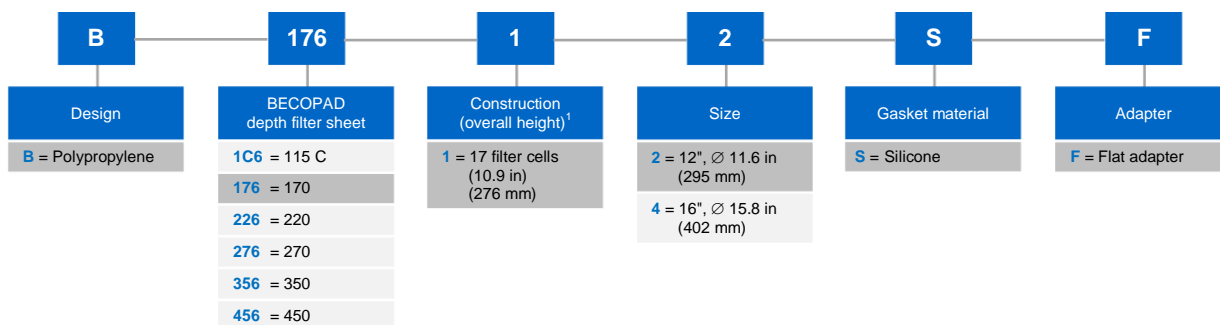 B 176 1 2 S F
Design
B = Polypropylene
BECOPAD
depth filter sheet
1C6 = 115 C
176 = 170
226 = 220
276 = 270
356 = 350
456 = 450
Construction
(overall height)¹
1 = 17 filter cells
(10.9 in)
(276 mm)
Size
2 = 12", ∅ 11.6 in
(295 mm)
4 = 16", ∅ 15.8 in
(402 mm)
Gasket material
S = Silicone
Adapter
F = Flat adapter